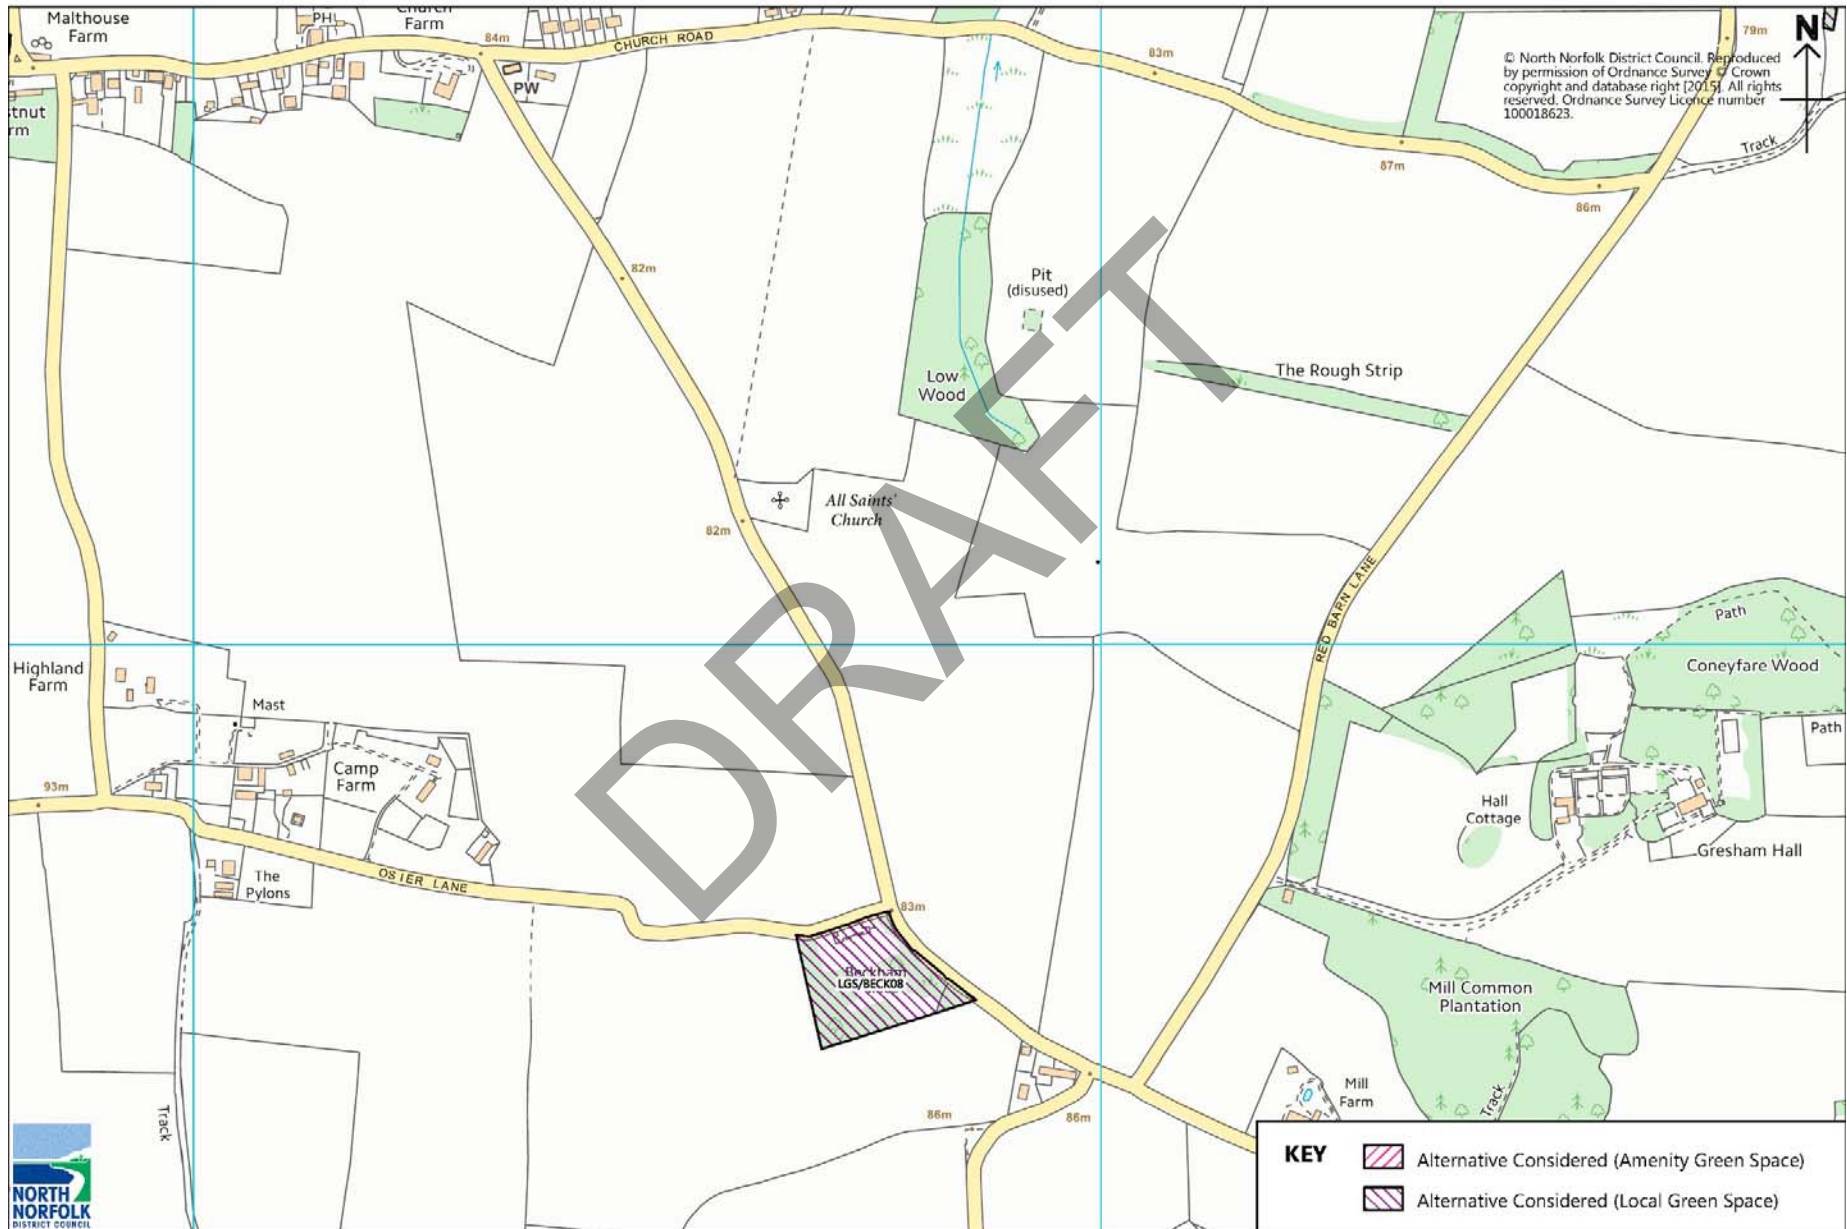 Malthouse
Farm
PH
Church
Farm
84m
CHURCH ROAD
PW
83m
79m
N
© North Norfolk District Council. Reproduced
by permission of Ordnance Survey © Crown
copyright and database right [2015]. All rights
reserved. Ordnance Survey Licence number
100018623.
Track
87m
86m
stnut
rm
82m
Pit
(disused)
Low
Wood
The Rough Strip
All Saints'
Church
82m
DRAFT
RED BARN LANE
Path
Coneyfare Wood
Path
Highland
Farm
Mast
Camp
Farm
93m
Hall
Cottage
Gresham Hall
The
Pylons
OSIER LANE
83m
Beckham
LGS/BECK08
Mill Common
Plantation
Track
Mill
Farm
Track
86m
86m
KEY
Alternative Considered (Amenity Green Space)
Alternative Considered (Local Green Space)
NORTH
NORFOLK
DISTRICT COUNCIL